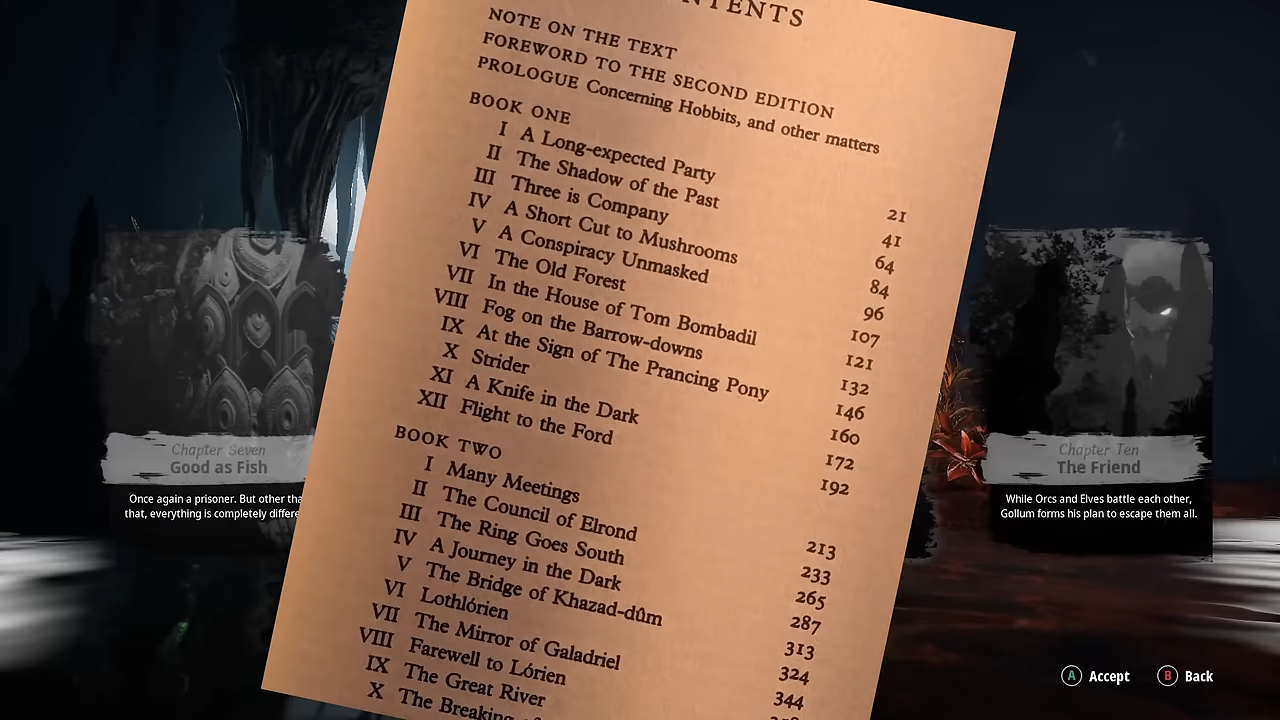 NTENTS
NOTE ON THE TEXT
FOREWORD TO THE SECOND EDITION
PROLOGUE Concerning Hobbits, and other matters
BOOK ONE
I A Long-expected Party 21
II The Shadow of the Past 41
III Three is Company 64
IV A Short Cut to Mushrooms 84
V A Conspiracy Unmasked 96
VI The Old Forest 107
VII In the House of Tom Bombadil 121
VIII Fog on the Barrow-downs 132
IX At the Sign of The Prancing Pony 146
X Strider 160
XI A Knife in the Dark 172
XII Flight to the Ford 192
BOOK TWO
I Many Meetings 213
II The Council of Elrond 233
III The Ring Goes South 265
IV A Journey in the Dark 287
V The Bridge of Khazad-dûm 313
VI Lothlórien 324
VII The Mirror of Galadriel 344
VIII Farewell to Lórien
IX The Great River
X The Breaking of
Chapter Seven
Good as Fish
Once again a prisoner. But other tha
that, everything is completely differe
Chapter Ten
The Friend
While Orcs and Elves battle each other,
Gollum forms his plan to escape them all.
A Accept B Back